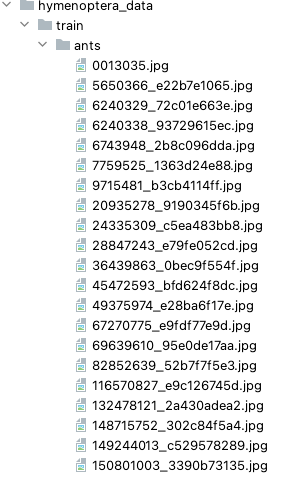 hymenoptera_data
train
ants
0013035.jpg
5650366_e22b7e1065.jpg
6240329_72c01e663e.jpg
6240338_93729615ec.jpg
6743948_2b8c096dda.jpg
7759525_1363d24e88.jpg
9715481_b3cb4114ff.jpg
20935278_9190345f6b.jpg
24335309_c5ea483bb8.jpg
28847243_e79fe052cd.jpg
36439863_0bec9f554f.jpg
45472593_bfd624f8dc.jpg
49375974_e28ba6f17e.jpg
67270775_e9fdf77e9d.jpg
69639610_95e0de17aa.jpg
82852639_52b7f7f5e3.jpg
116570827_e9c126745d.jpg
132478121_2a430adea2.jpg
148715752_302c84f5a4.jpg
149244013_c529578289.jpg
150801003_3390b73135.jpg